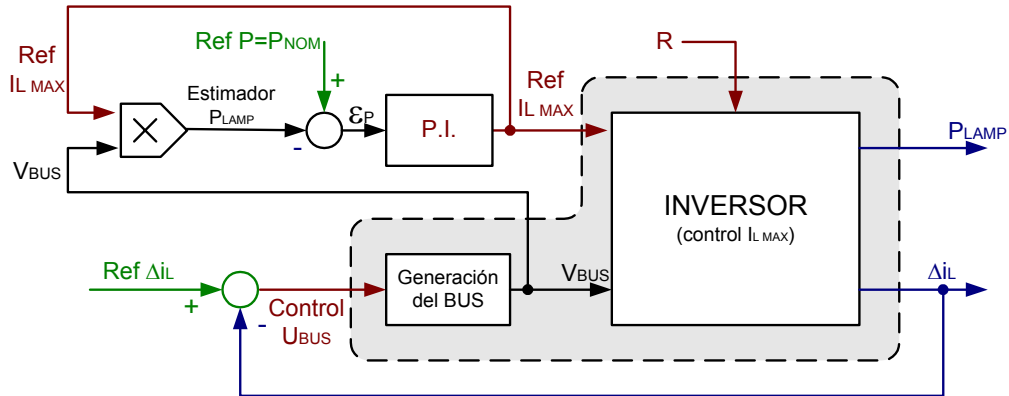 Ref P=PNOM
R
Ref
IL MAX
+
Estimador
PLAMP
-
εP
P.I.
Ref
IL MAX
PLAMP
VBUS
INVERSOR
(control IL MAX)
Ref ΔiL
+
-
Control
UBUS
Generación
del BUS
VBUS
ΔiL